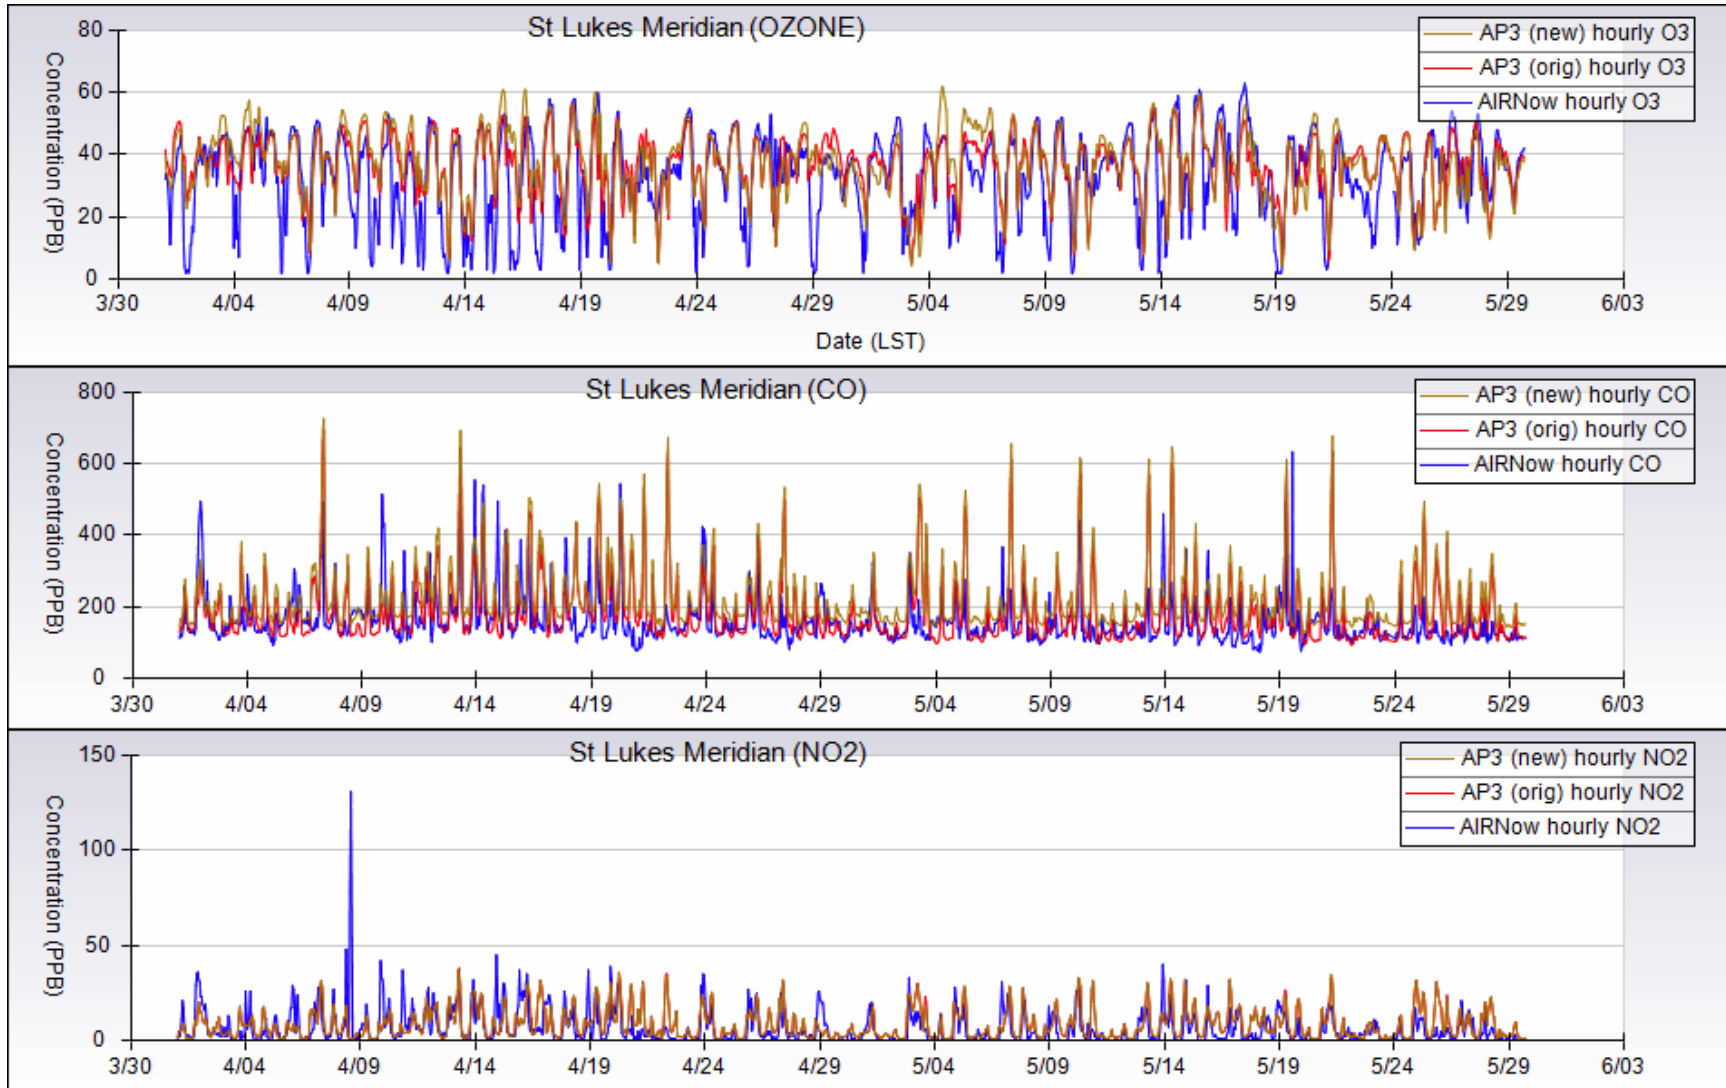 St Lukes Meridian (OZONE)
AP3 (new) hourly O3
AP3 (orig) hourly O3
AIRNow hourly O3
Concentration (PPB)
80
60
40
20
0
3/30 4/04 4/09 4/14 4/19 4/24 4/29 5/04 5/09 5/14 5/19 5/24 5/29 6/03
Date (LST)
St Lukes Meridian (CO)
AP3 (new) hourly CO
AP3 (orig) hourly CO
AIRNow hourly CO
Concentration (PPB)
800
600
400
200
0
3/30 4/04 4/09 4/14 4/19 4/24 4/29 5/04 5/09 5/14 5/19 5/24 5/29 6/03
St Lukes Meridian (NO2)
AP3 (new) hourly NO2
AP3 (orig) hourly NO2
AIRNow hourly NO2
Concentration (PPB)
150
100
50
0
3/30 4/04 4/09 4/14 4/19 4/24 4/29 5/04 5/09 5/14 5/19 5/24 5/29 6/03